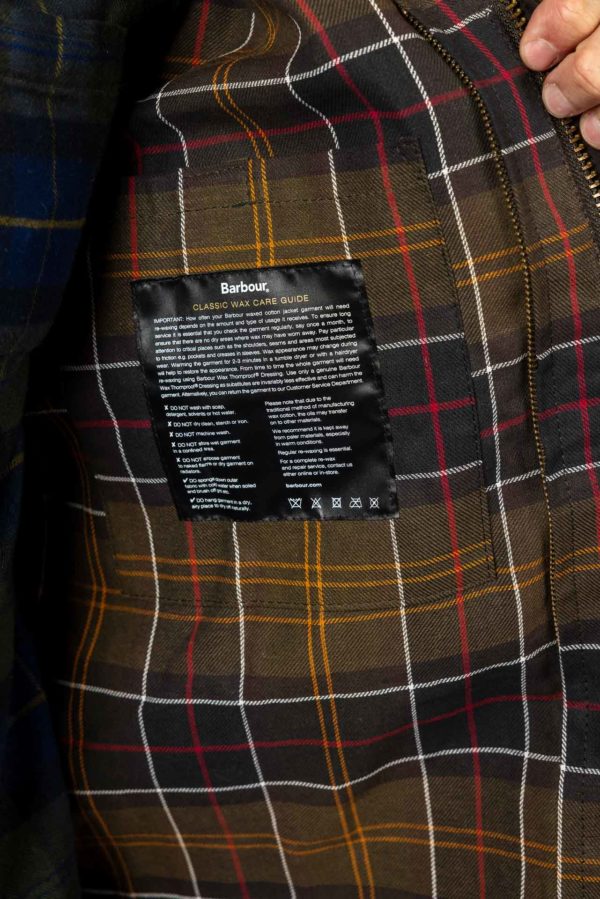 Barbour®
CLASSIC WAX CARE GUIDE
IMPORTANT: How often your Barbour waxed cotton jacket garment will need
re-waxing depends on the amount and type of usage it receives. To ensure long
service it is essential that you check the garment regularly, say once a month, to
ensure that there are no dry areas where wax may have worn away. Pay particular
attention to critical places such as the shoulders, seams and areas most subjected
to friction e.g. pockets and creases in sleeves. Wax appearance may change during
wear. Warming the garment for 2-3 minutes in a tumble dryer or with a hairdryer
will help to restore the appearance. From time to time the whole garment will need
re-waxing using Barbour Wax Thornproof® Dressing. Use only a genuine Barbour
Wax Thornproof® Dressing as substitutes are invariably less effective and can harm the
garment. Alternatively, you can return the garment to our Customer Service Department.
✗ DO NOT wash with soap,
detergent, solvents or hot water.
✗ DO NOT dry clean, starch or iron.
✗ DO NOT machine wash.
✗ DO NOT store wet garment
in a confined area.
✗ DO NOT expose garment
to naked flame or dry garment on
radiators.
✓ DO sponge down outer
fabric with cold water when soiled
and brush off dirt etc.
✓ DO hang garment in a dry,
airy place to dry out naturally.
Please note that due to the
traditional method of manufacturing
wax cotton, the oils may transfer
on to other materials.
We recommend it is kept away
from paler materials, especially
in warm conditions.
Regular re-waxing is essential.
For a complete re-wax
and repair service, contact us
either online or in-store.
barbour.com